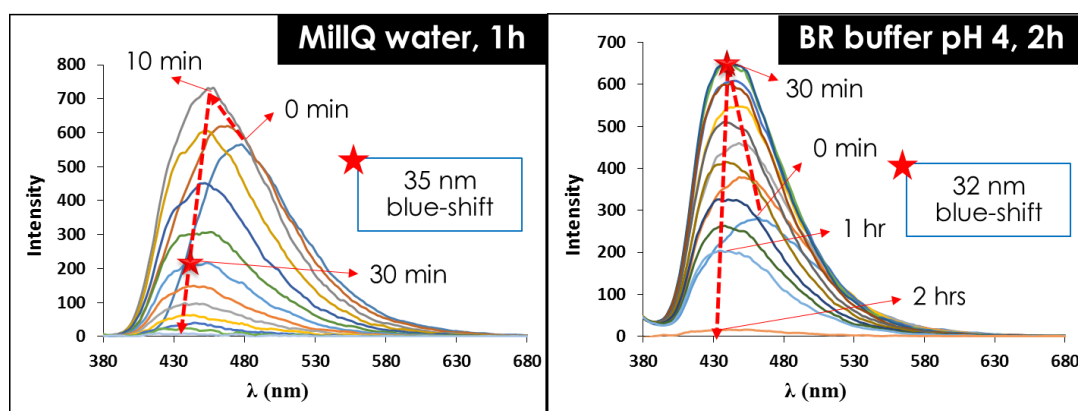 MillQ water, 1h
800
700
600
500
400
300
200
100
0
380
430
480
530
580
630
680
Intensity
λ (nm)
10 min
0 min
35 nm
blue-shift
30 min
BR buffer pH 4, 2h
700
600
500
400
300
200
100
0
380
430
480
530
580
630
680
Intensity
λ (nm)
30 min
0 min
32 nm
blue-shift
1 hr
2 hrs